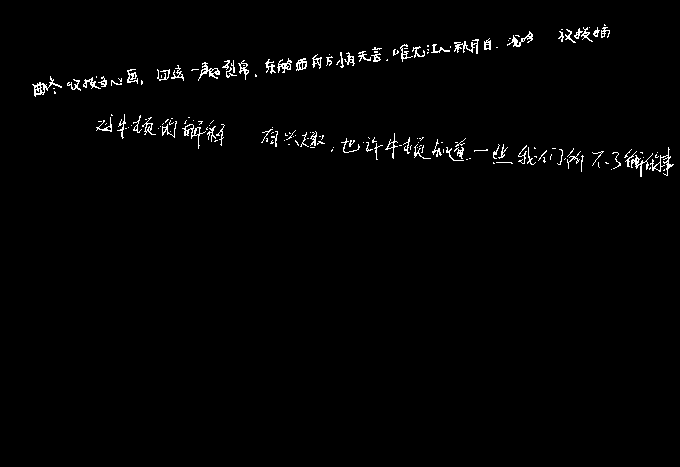 曲终收拨当心画，四弦一声如裂帛，东船西舫悄无言，唯见江心秋月白．沉吟 收拨插
对牛顿的解释 有兴趣，也许牛顿知道一些我们所不了解的事